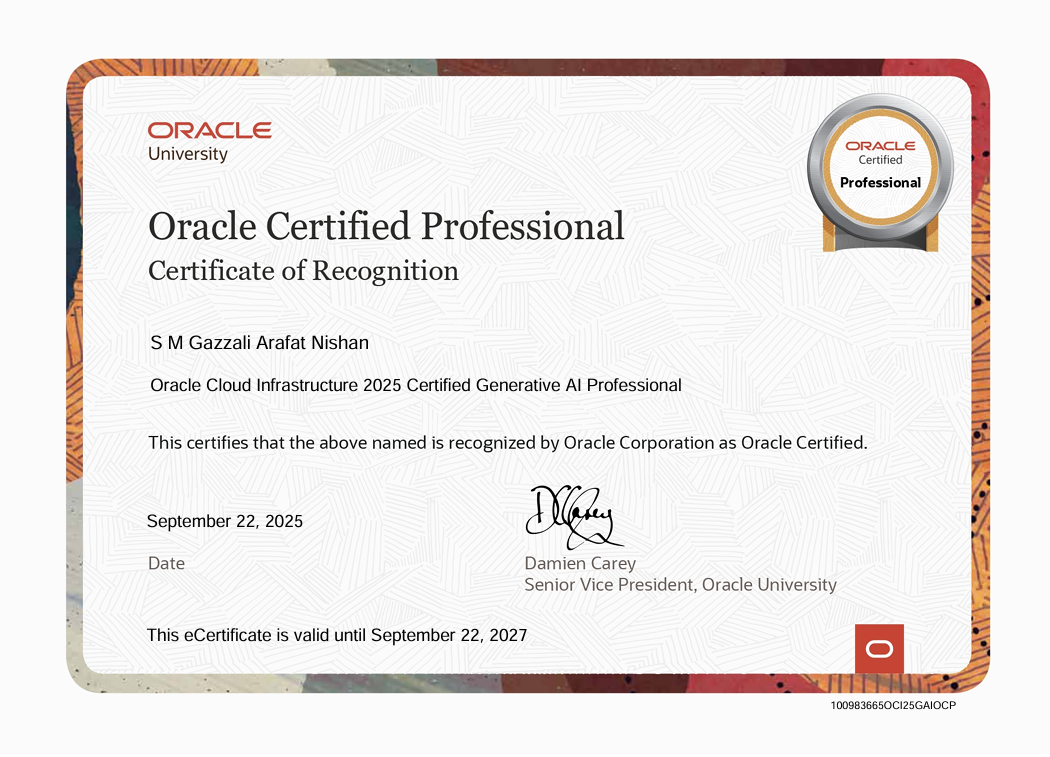 ORACLE
University
ORACLE
Certified
Professional
Oracle Certified Professional
Certificate of Recognition
S M Gazzali Arafat Nishan
Oracle Cloud Infrastructure 2025 Certified Generative AI Professional
This certifies that the above named is recognized by Oracle Corporation as Oracle Certified.
DCarey
September 22, 2025
Date
Damien Carey
Senior Vice President, Oracle University
This eCertificate is valid until September 22, 2027
100983665OCI25GAIOCP